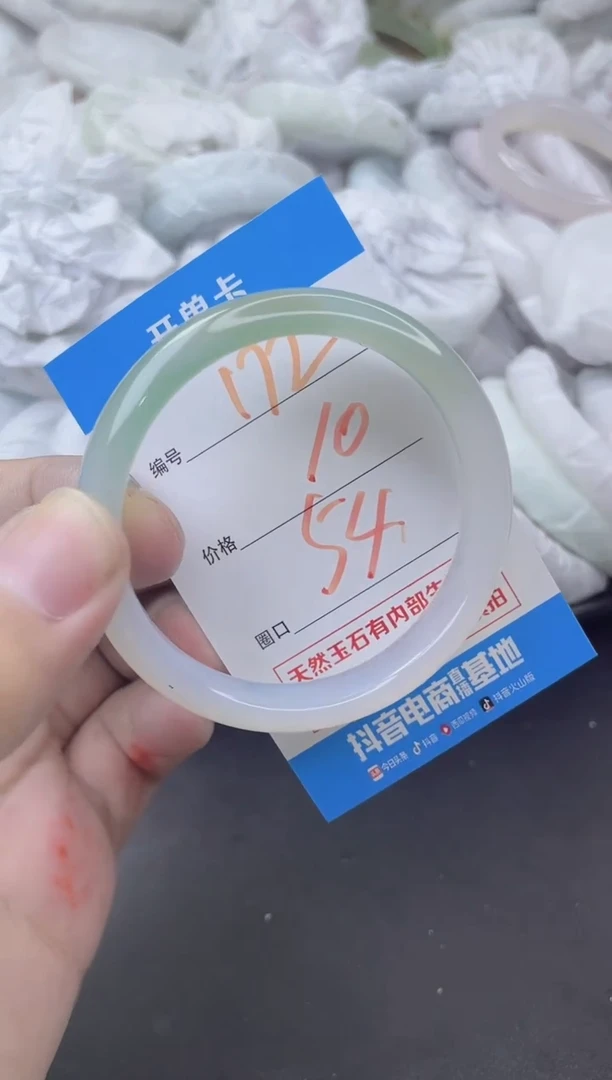 开单卡
编号 172
价格 10
圈口 54
天然玉石有内部生
拍
抖音电商直播基地
今日头条 抖音 西瓜视频 抖音火山版